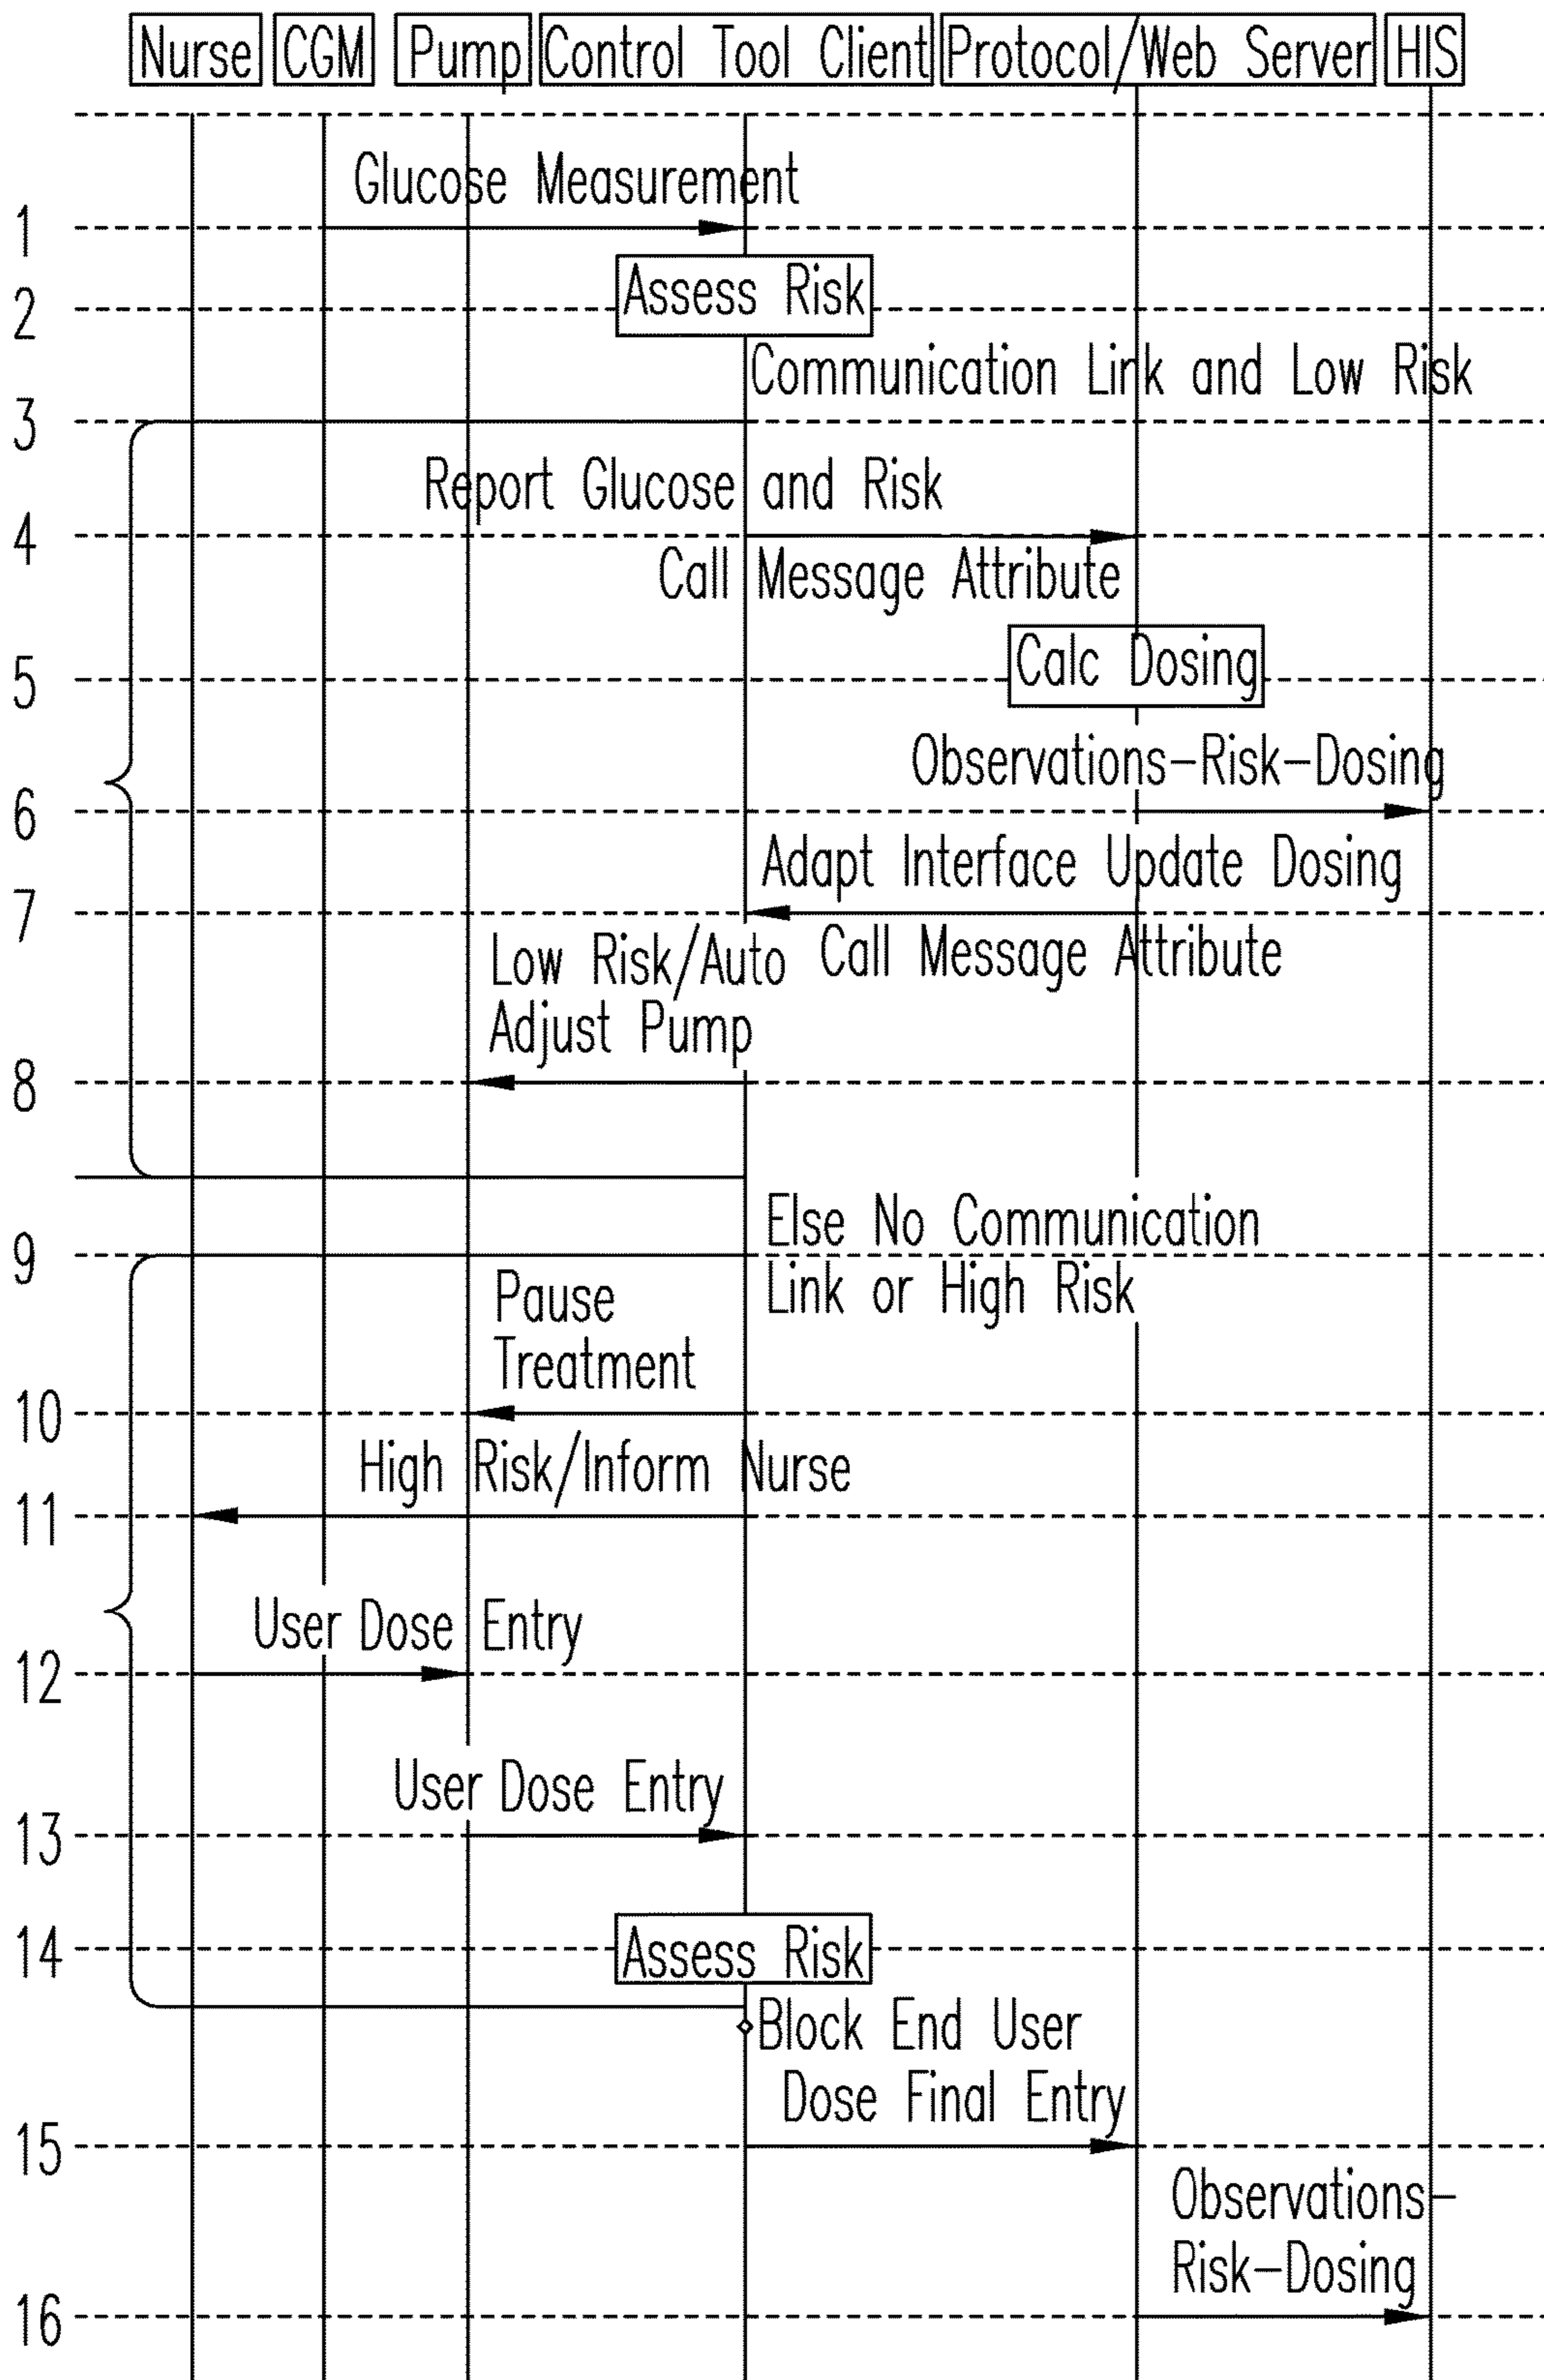 Nurse CGM Pump Control Tool Client Protocol/Web Server HIS
Glucose Measurement
1
Assess Risk
2
Communication Link and Low Risk
3
Report Glucose and Risk
4
Call Message Attribute
Calc Dosing
5
Observations-Risk-Dosing
6
Adapt Interface Update Dosing
7
Call Message Attribute
Low Risk/Auto
Adjust Pump
8
Else No Communication
9
Link or High Risk
Pause
Treatment
10
High Risk/Inform Nurse
11
User Dose Entry
12
User Dose Entry
13
14
Assess Risk
Block End User
Dose Final Entry
15
Observations-
Risk-Dosing
16